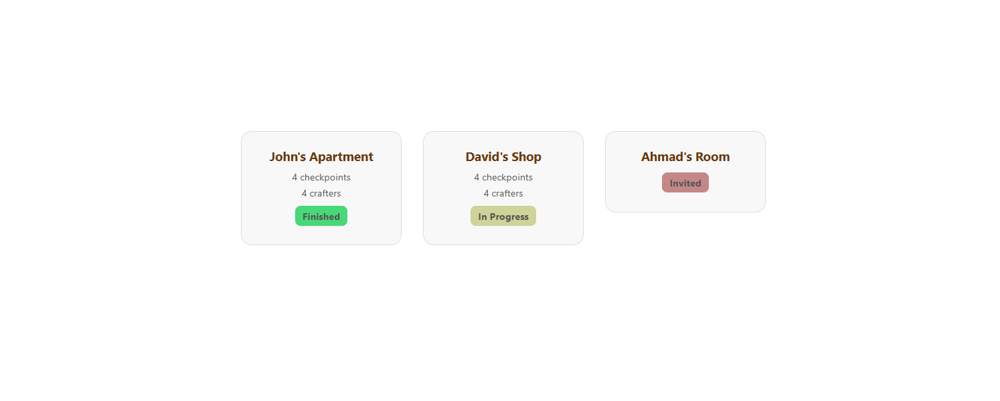 John's Apartment
4 checkpoints
4 crafters
Finished
David's Shop
4 checkpoints
4 crafters
In Progress
Ahmad's Room
Invited